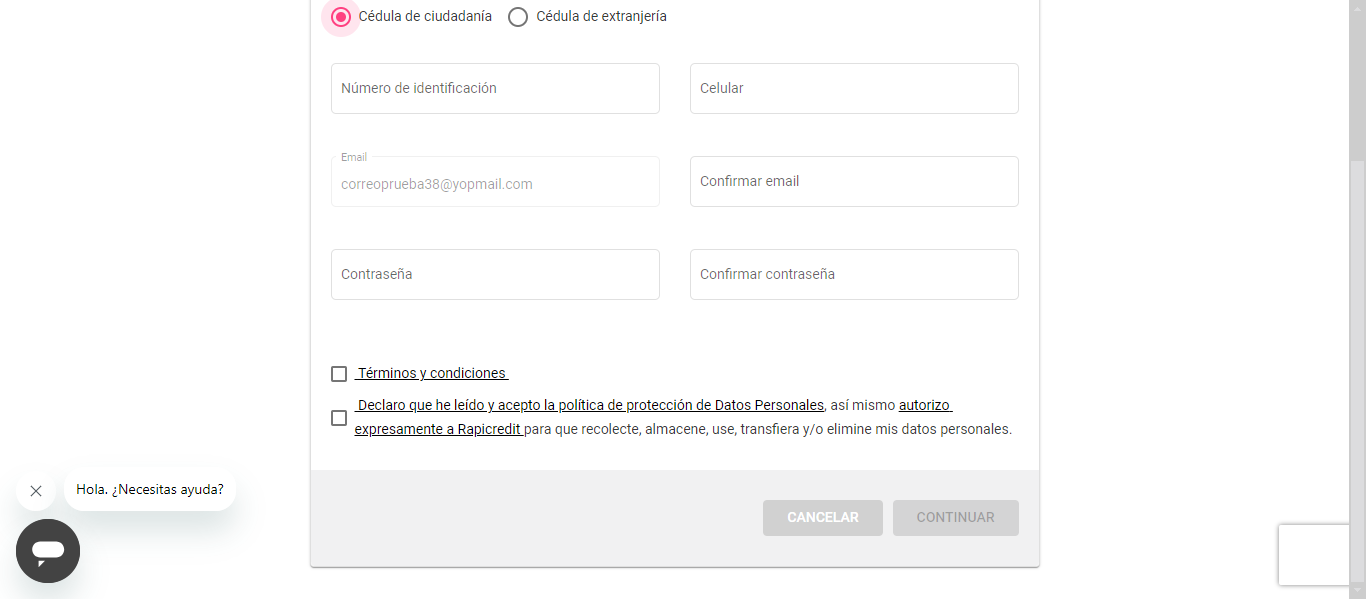 Cédula de ciudadanía Cédula de extranjería
Número de identificación Celular
Email
correoprueba38@yopmail.com Confirmar email
Contraseña Confirmar contraseña
Términos y condiciones
Declaro que he leído y acepto la política de protección de Datos Personales, así mismo autorizo
expresamente a Rapicredit para que recolecte, almacene, use, transfiera y/o elimine mis datos personales.
Hola. ¿Necesitas ayuda?
CANCELAR CONTINUAR